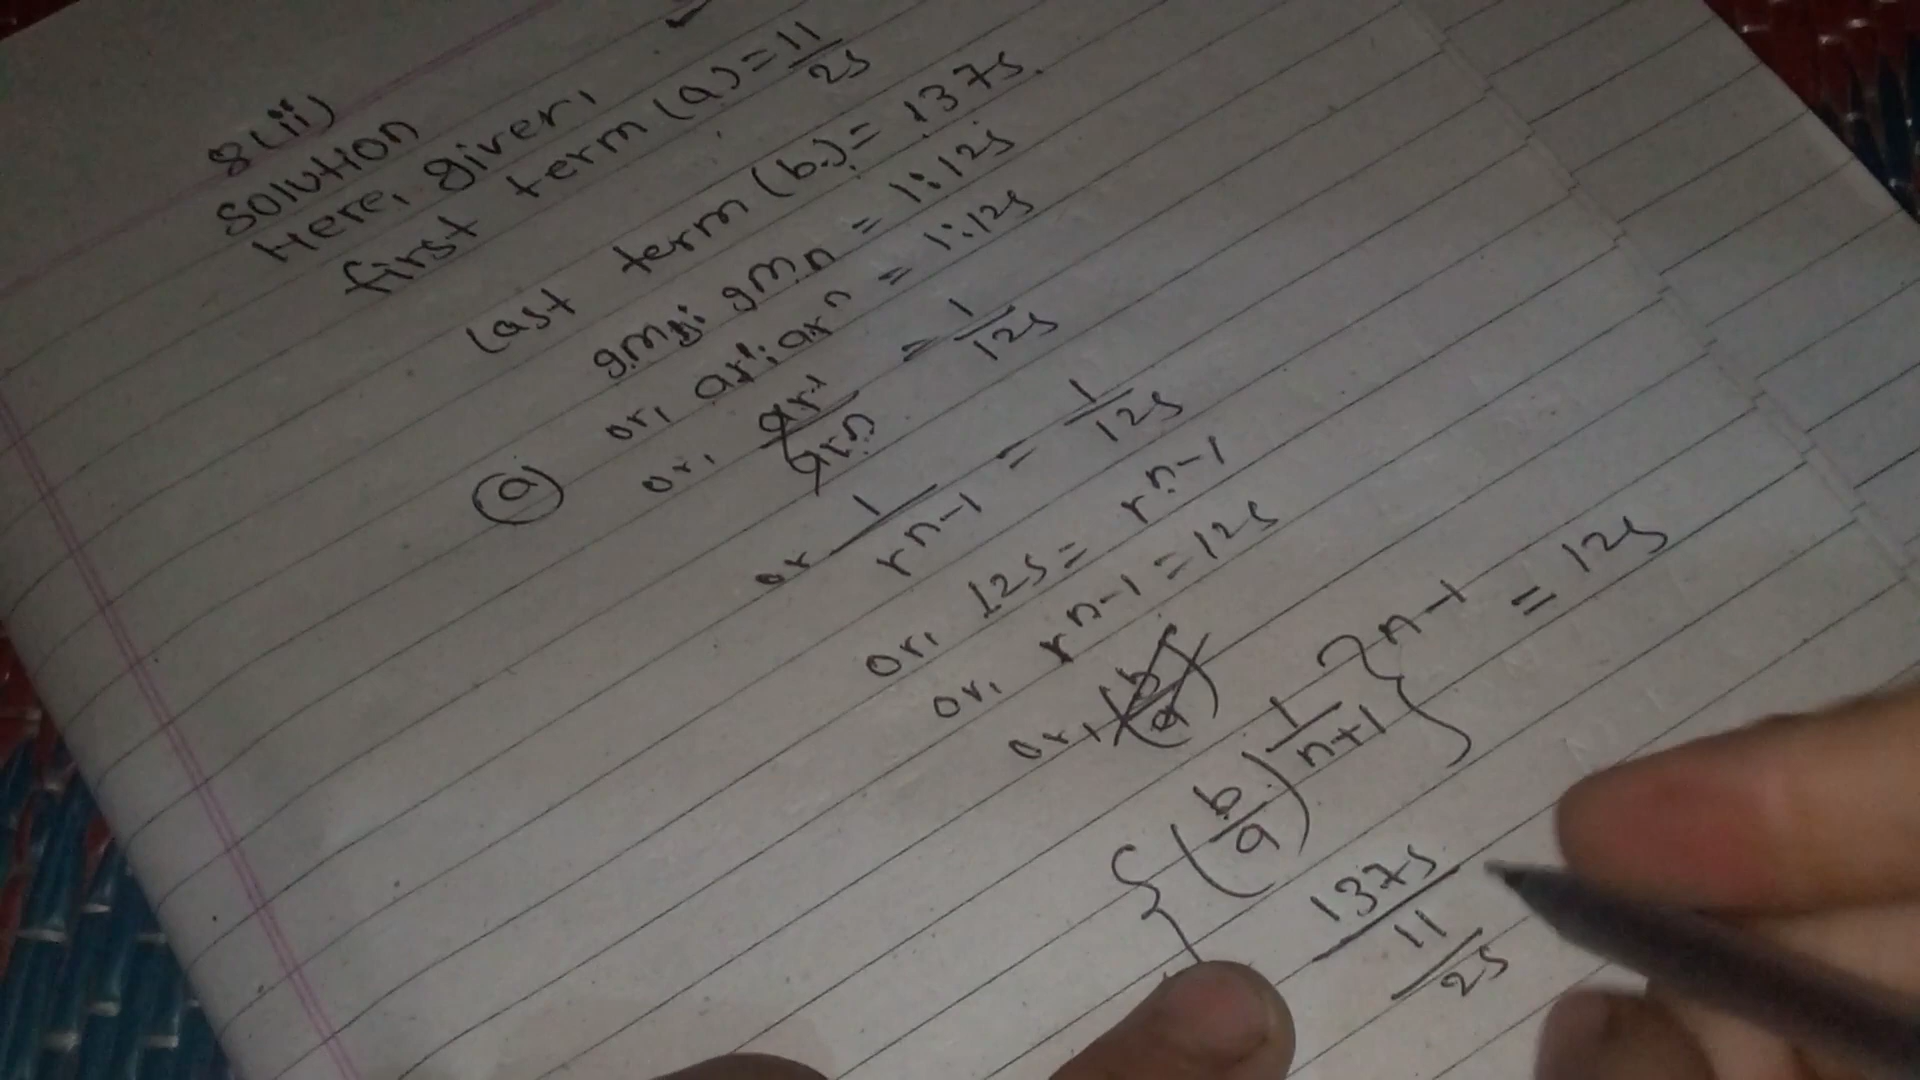 8(ii)
Solution
Here, given,
first term (a) = 11/25
last term (b) = 1375.
gm1: gmn = 1:125
(a) or, ar1:arn = 1:125
or, ar1/arn = 1/125
or 1/rn-1 = 1/125
or, 125 = rn-1
or, rn-1 = 125
or, (b/a)
{(b/a)1/n+1}n-1 = 125
1375/11/25